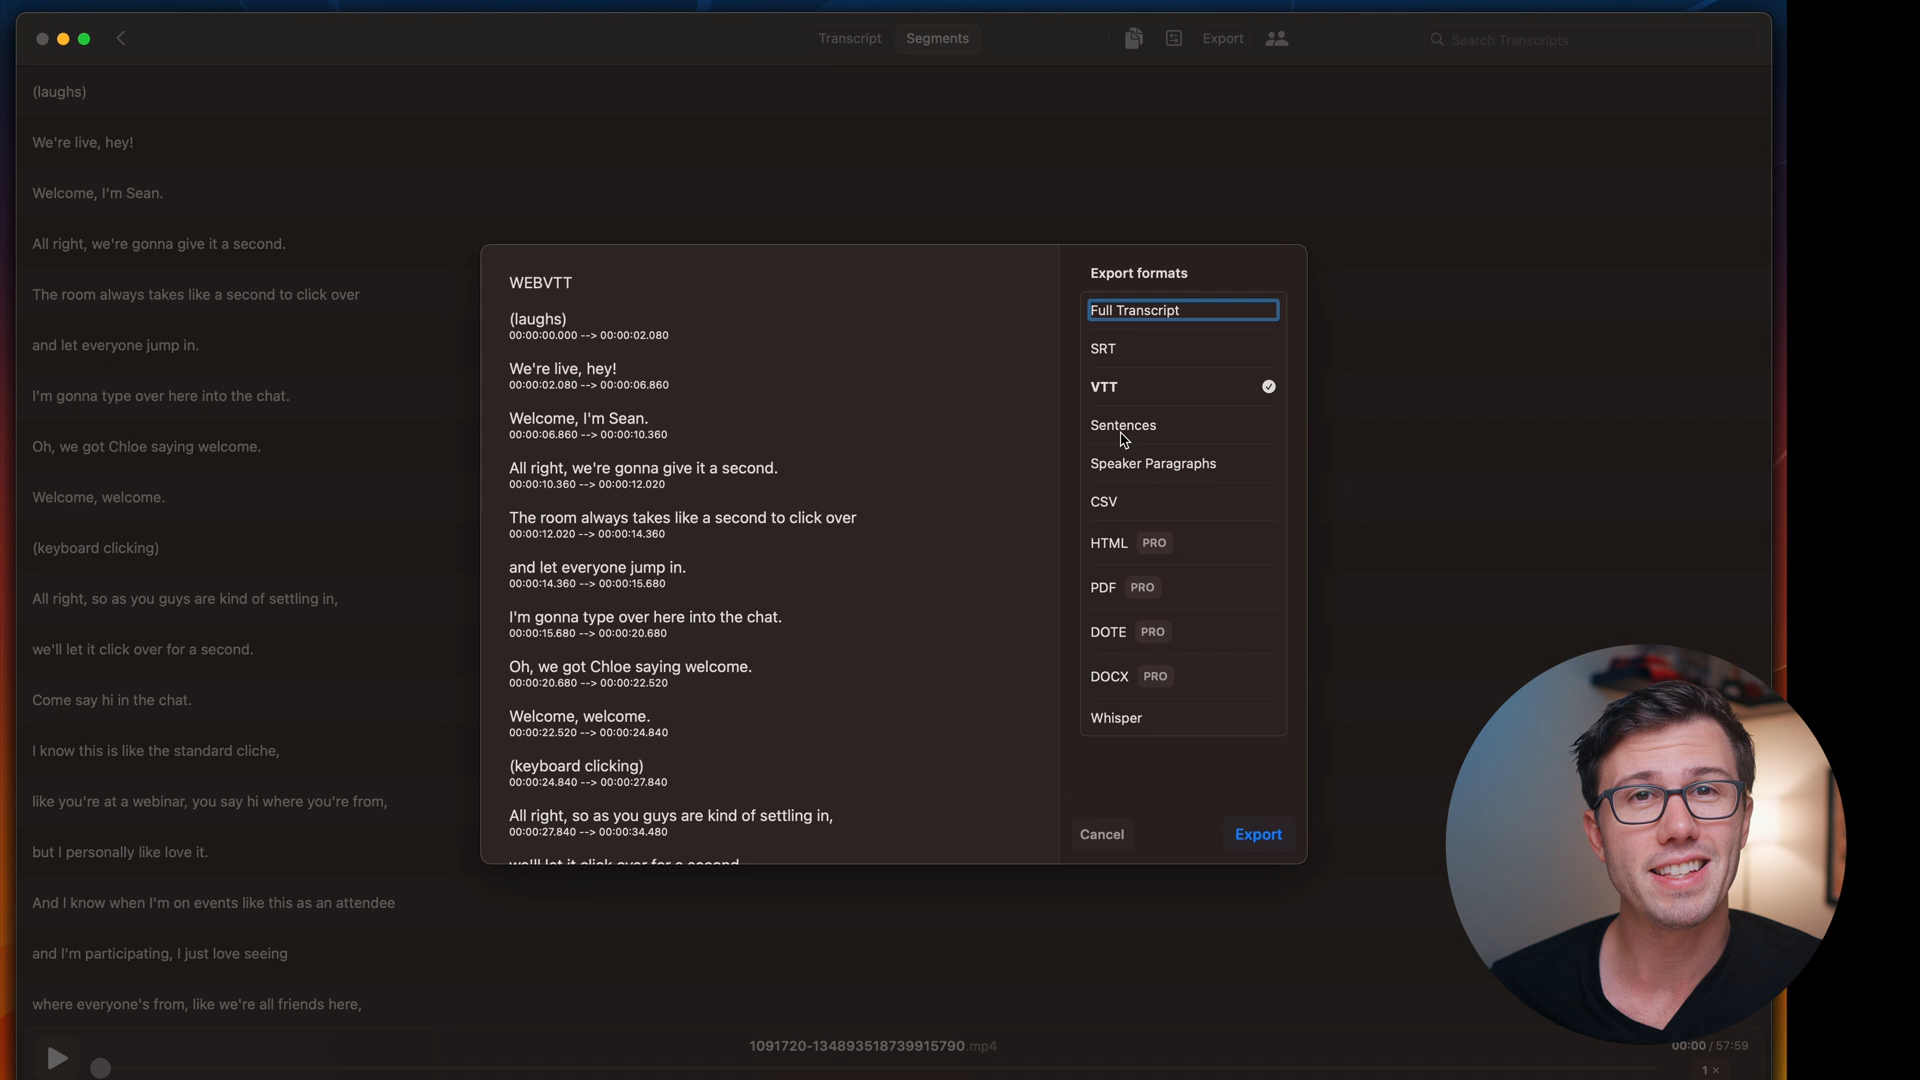 Transcript
Segments
Export
Search Transcripts
(laughs)
We're live, hey!
Welcome, I'm Sean.
All right, we're gonna give it a second.
The room always takes like a second to click over
and let everyone jump in.
I'm gonna type over here into the chat.
Oh, we got Chloe saying welcome.
Welcome, welcome.
(keyboard clicking)
All right, so as you guys are kind of settling in,
we'll let it click over for a second.
Come say hi in the chat.
I know this is like the standard cliche,
like you're at a webinar, you say hi where you're from,
but I personally like love it.
And I know when I'm on events like this as an attendee
and I'm participating, I just love seeing
where everyone's from, like we're all friends here,
WEBVTT
(laughs)
00:00:00.000 --> 00:00:02.080
We're live, hey!
00:00:02.080 --> 00:00:06.860
Welcome, I'm Sean.
00:00:06.860 --> 00:00:10.360
All right, we're gonna give it a second.
00:00:10.360 --> 00:00:12.020
The room always takes like a second to click over
00:00:12.020 --> 00:00:14.360
and let everyone jump in.
00:00:14.360 --> 00:00:15.680
I'm gonna type over here into the chat.
00:00:15.680 --> 00:00:20.680
Oh, we got Chloe saying welcome.
00:00:20.680 --> 00:00:22.520
Welcome, welcome.
00:00:22.520 --> 00:00:24.840
(keyboard clicking)
00:00:24.840 --> 00:00:27.840
All right, so as you guys are kind of settling in,
00:00:27.840 --> 00:00:34.480
we'll let it click over for a second
Export formats
Full Transcript
SRT
VTT
Sentences
Speaker Paragraphs
CSV
HTML PRO
PDF PRO
DOTE PRO
DOCX PRO
Whisper
Cancel
Export
1091720-134893518739915790.mp4
00:00 / 57:59
1 ×